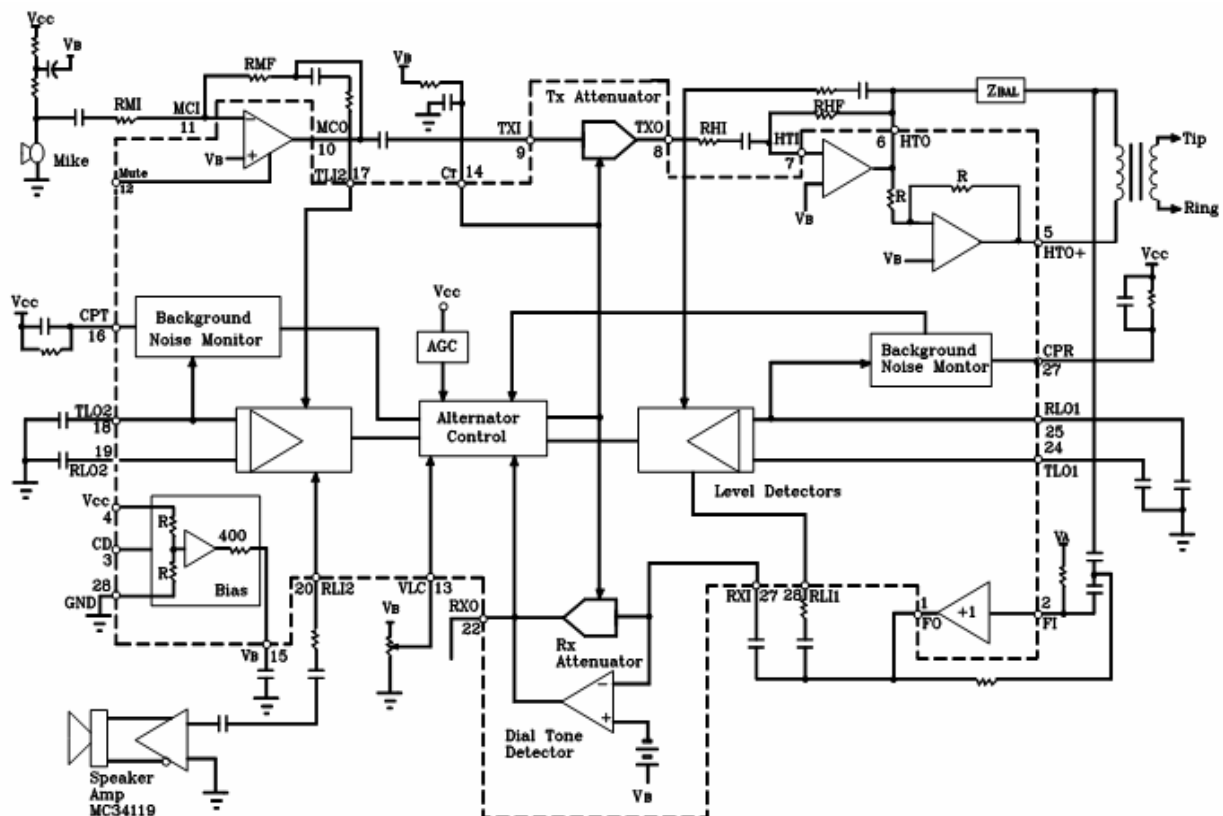 Vcc
VB
RMF
RMI
MCI
11
Mike
VB
MCO
10
Mute
12
TLI2 17
VB
CT 14
Tx Attenuator
TXI
9
TXO
8
RHI
RHF
HTI
7
6 HTO
ZBAL
VB
R
R
VB
5
HTO+
Tip
Ring
Vcc
Vcc
CPT
16
Background
Noise Monitor
Vcc
AGC
Background
Noise Montor
CPR
27
TLO2
18
19
RLO2
Alternator
Control
Level Detectors
RLO1
25
24
TLO1
Vcc
4
CD
3
28
GND
R
R
400
Bias
VB 15
20 RLI2
VLC 13
VB
RXO
22
Rx
Attenuator
RXI 27
28 RLI1
1
FO
+1
2
FI
VA
Dial Tone
Detector
VB
Speaker
Amp
MC34119